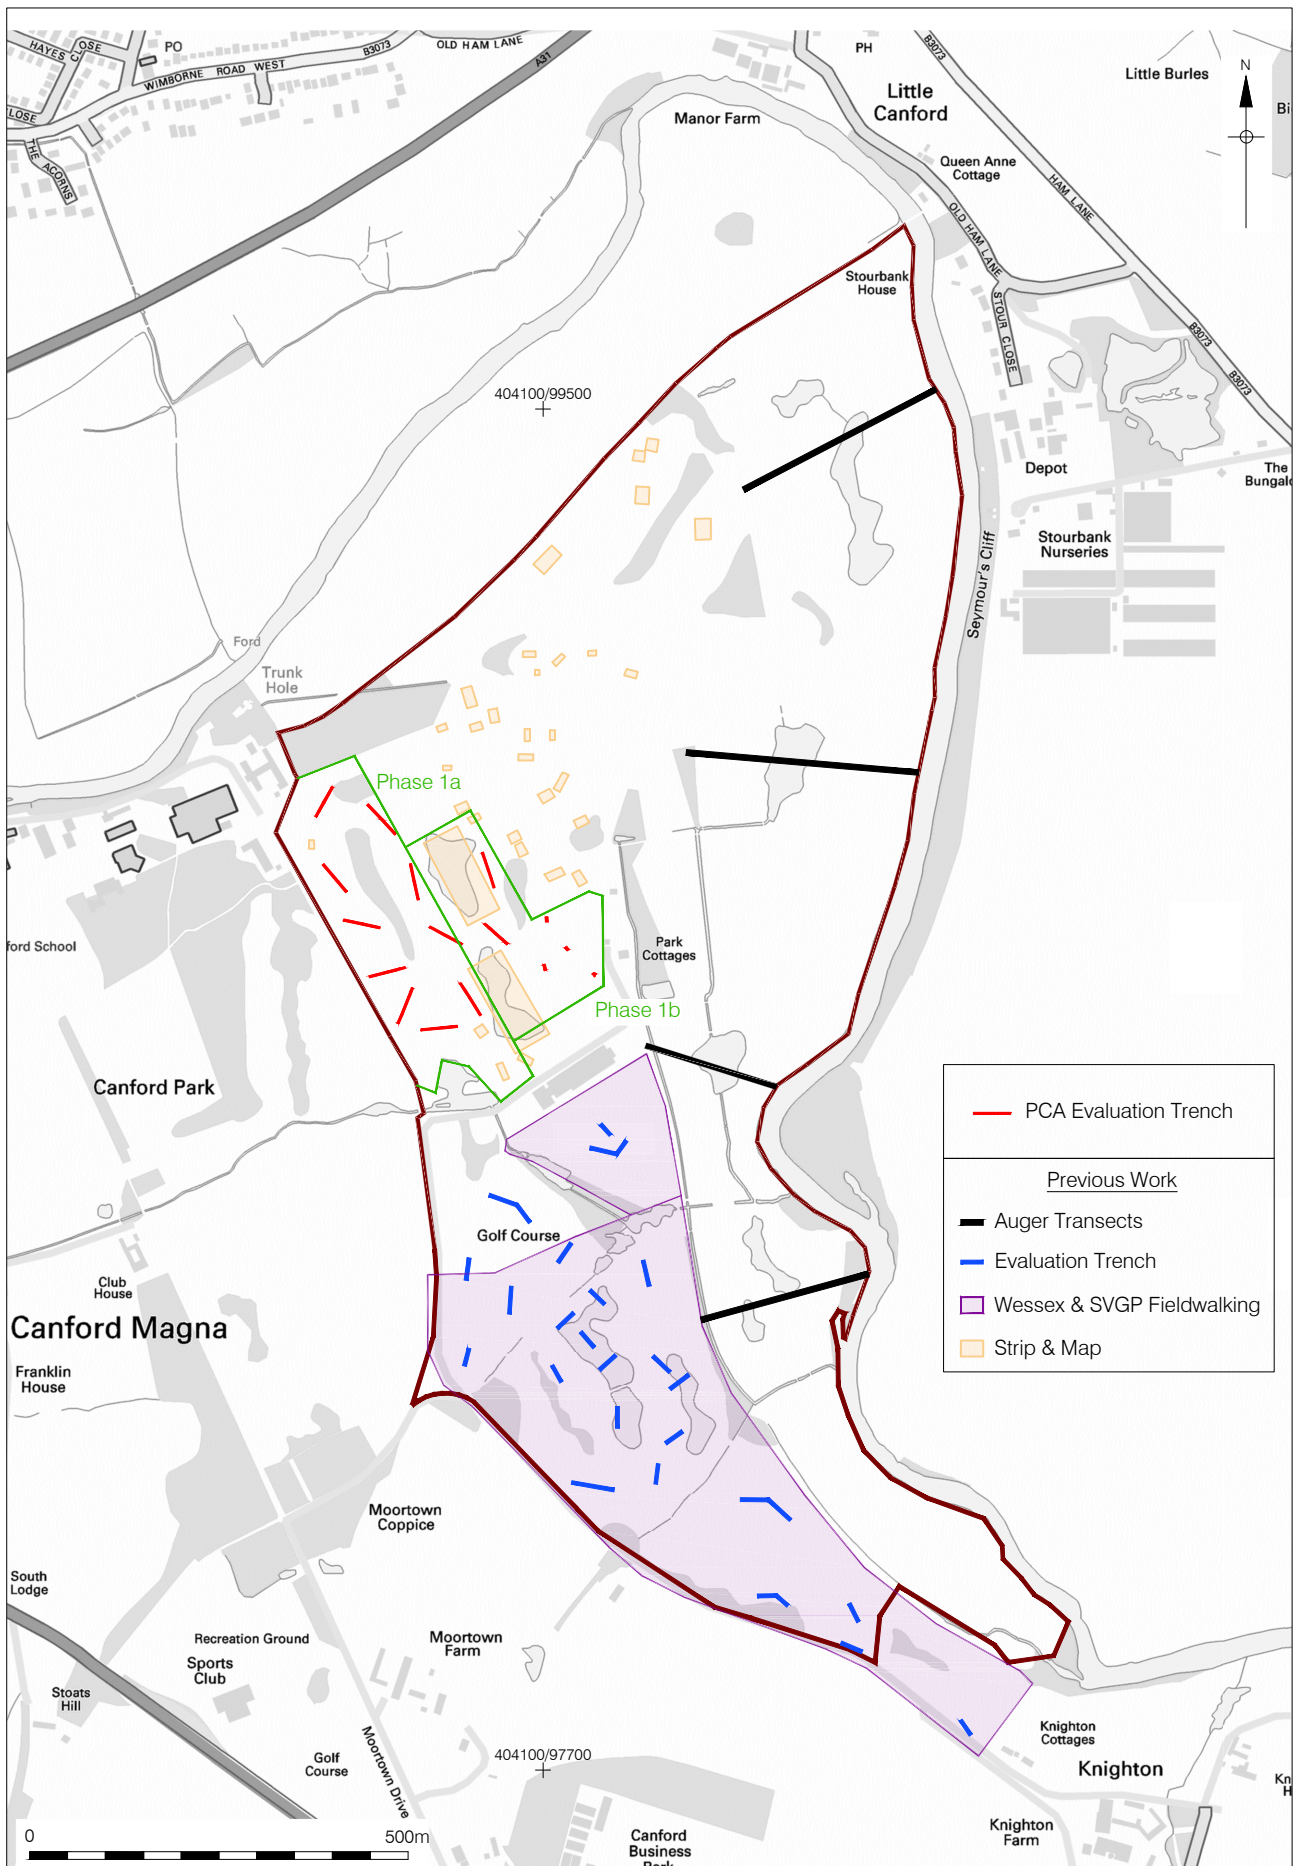 HAYES CLOSE
PO
B3073
OLD HAM LANE
A31
WIMBORNE ROAD WEST
CLOSE
THE ACORNS
PH
B3073
Little Burles
N
Little
Canford
Manor Farm
Queen Anne
Cottage
HAM LANE
OLD HAM LANE
Stourbank
House
STOUR CLOSE
B3073
B3073
404100/99500
Depot
The
Stourbank
Nurseries
Seymour's Cliff
Ford
Trunk
Hole
Phase 1a
ford School
Park
Cottages
Phase 1b
Canford Park
PCA Evaluation Trench
Previous Work
Auger Transects
Evaluation Trench
Wessex & SVGP Fieldwalking
Strip & Map
Golf Course
Club
House
Canford Magna
Franklin
House
Moortown
Coppice
South
Lodge
Recreation Ground
Sports
Club
Moortown
Farm
Stoats
Hill
Golf
Course
Moortown Drive
404100/97700
Knighton
Cottages
Knighton
Knighton
Farm
Canford
Business
0
500m